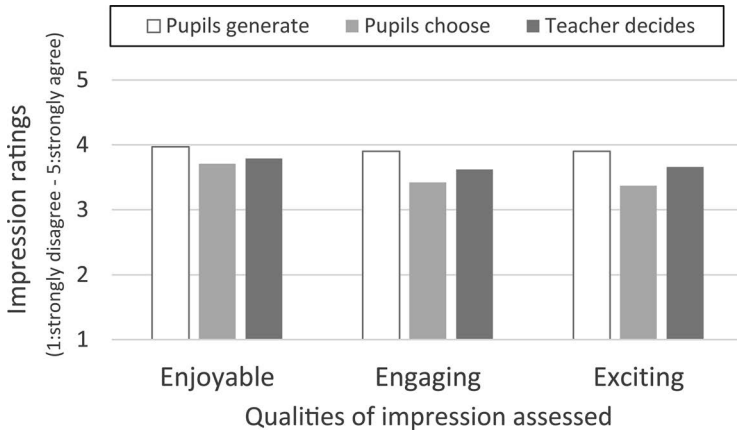 Pupils generate Pupils choose Teacher decides
Impression ratings
(1:strongly disagree - 5:strongly agree)
5
4
3
2
1
Enjoyable Engaging Exciting
Qualities of impression assessed